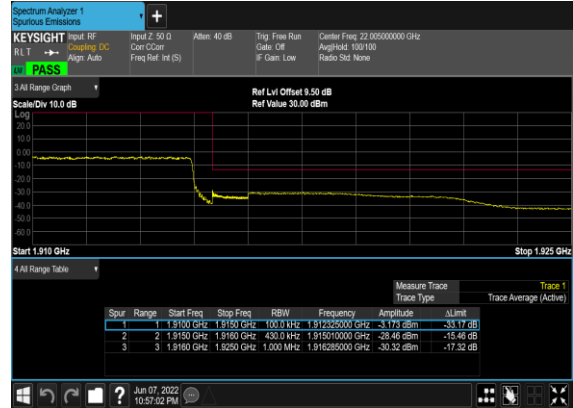 Spectrum Analyzer 1
Spurious Emissions
+
KEYSIGHT Input: RF Input Z: 50 Ω Atten: 40 dB Trig: Free Run Center Freq: 22.005000000 GHz
RLT Coupling: DC Corr CCorr Gate: Off Avg|Hold: 100/100
Align: Auto Freq Ref: Int (S) IF Gain: Low Radio Std: None
PASS
3 All Range Graph
Ref Lvl Offset 9.50 dB
Scale/Div 10.0 dB Ref Value 30.00 dBm
Log
20.0
10.0
0.00
-10.0
-20.0
-30.0
-40.0
-50.0
-60.0
Start 1.910 GHz Stop 1.925 GHz
4 All Range Table
Measure Trace Trace 1
Trace Type Trace Average (Active)
Spur Range Start Freq Stop Freq RBW Frequency Amplitude ΔLimit
1 1 1.9100 GHz 1.9150 GHz 100.0 kHz 1.912325000 GHz -3.173 dBm -33.17 dB
2 2 1.9150 GHz 1.9160 GHz 430.0 kHz 1.915010000 GHz -28.46 dBm -15.46 dB
3 3 1.9160 GHz 1.9250 GHz 1.000 MHz 1.916285000 GHz -30.32 dBm -17.32 dB
? Jun 07, 2022
10:57:02 PM